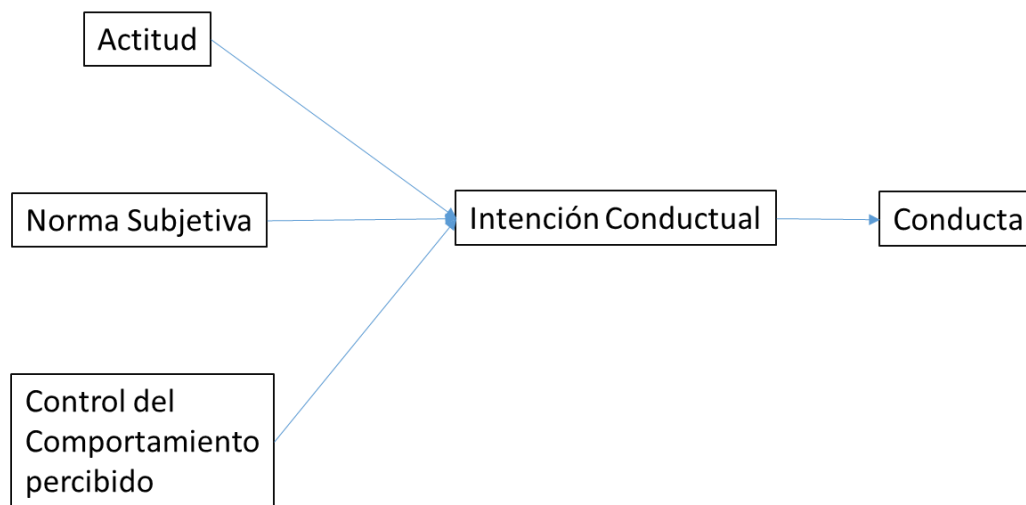 Actitud
Norma Subjetiva
Intención Conductual
Conducta
Control del
Comportamiento
percibido